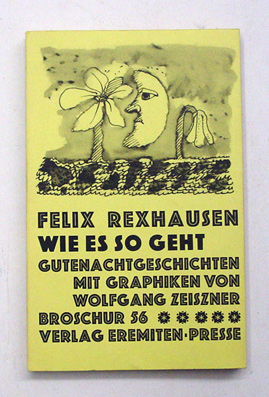 FELIX REXHAUSEN
WIE ES SO GEHT
GUTENACHTGESCHICHTEN
MIT GRAPHIKEN VON
WOLFGANG ZEISZNER
BROSCHUR 56
VERLAG EREMITEN-PRESSE